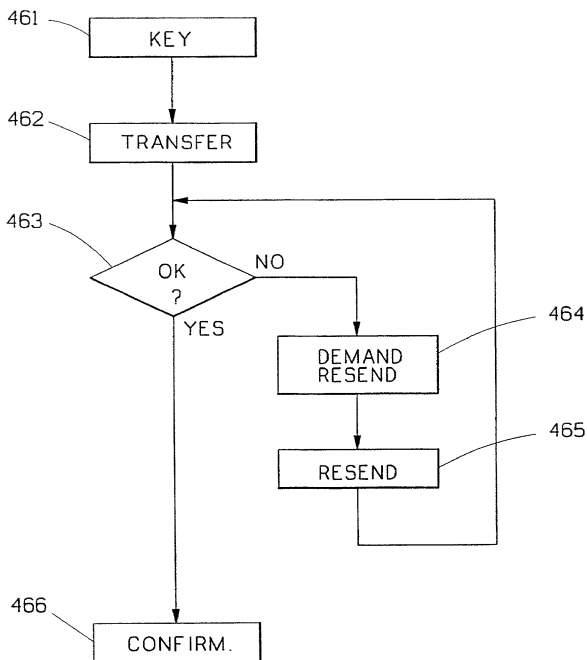 461
KEY
462
TRANSFER
463
OK
?
NO
YES
464
DEMAND
RESEND
465
RESEND
466
CONFIRM.